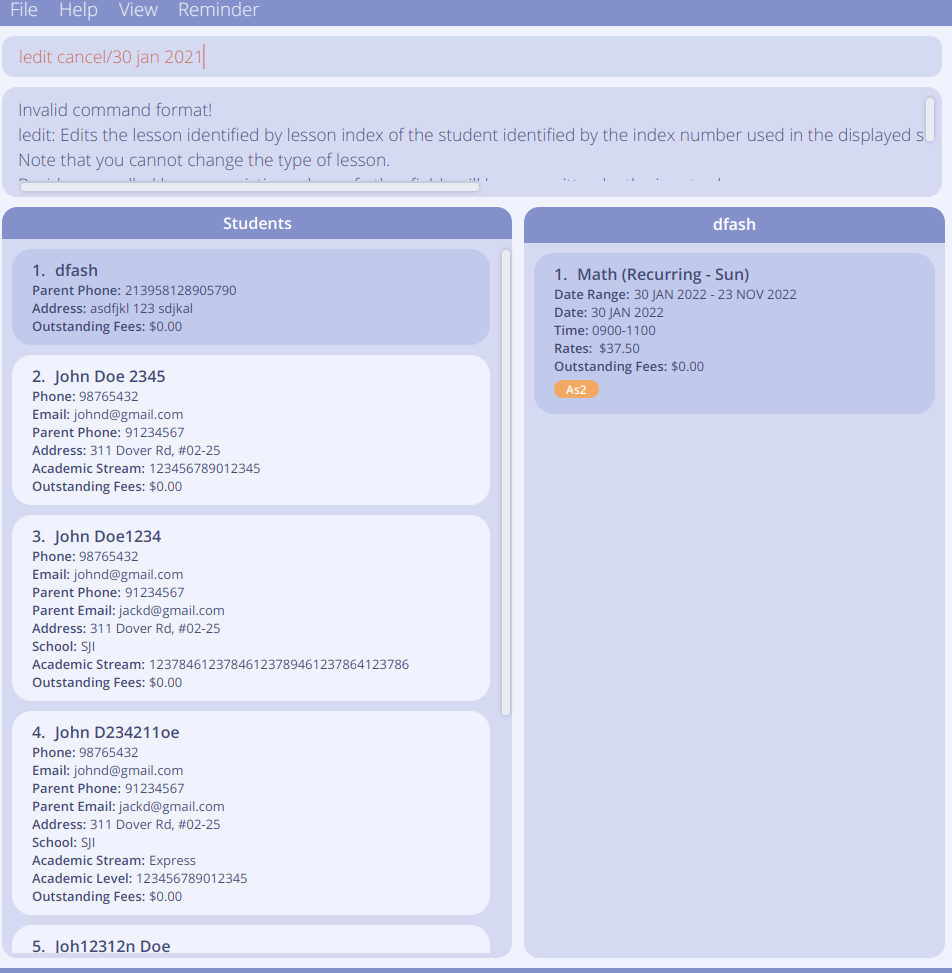 File Help View Reminder
ledit cancel/30 jan 2021
Invalid command format!
ledit: Edits the lesson identified by lesson index of the student identified by the index number used in the displayed s
Note that you cannot change the type of lesson.
Students
1. dfash
Parent Phone: 213958128905790
Address: asdfjkl 123 sdjkal
Outstanding Fees: $0.00
2. John Doe 2345
Phone: 98765432
Email: johnd@gmail.com
Parent Phone: 91234567
Address: 311 Dover Rd, #02-25
Academic Stream: 123456789012345
Outstanding Fees: $0.00
3. John Doe1234
Phone: 98765432
Email: johnd@gmail.com
Parent Phone: 91234567
Parent Email: jackd@gmail.com
Address: 311 Dover Rd, #02-25
School: SJI
Academic Stream: 1237846123784612378946123786412​3786
Outstanding Fees: $0.00
4. John D234211oe
Phone: 98765432
Email: johnd@gmail.com
Parent Phone: 91234567
Parent Email: jackd@gmail.com
Address: 311 Dover Rd, #02-25
School: SJI
Academic Stream: Express
Academic Level: 123456789012345
Outstanding Fees: $0.00
5. Joh12312n Doe
dfash
1. Math (Recurring - Sun)
Date Range: 30 JAN 2022 - 23 NOV 2022
Date: 30 JAN 2022
Time: 0900-1100
Rates: $37.50
Outstanding Fees: $0.00
As2